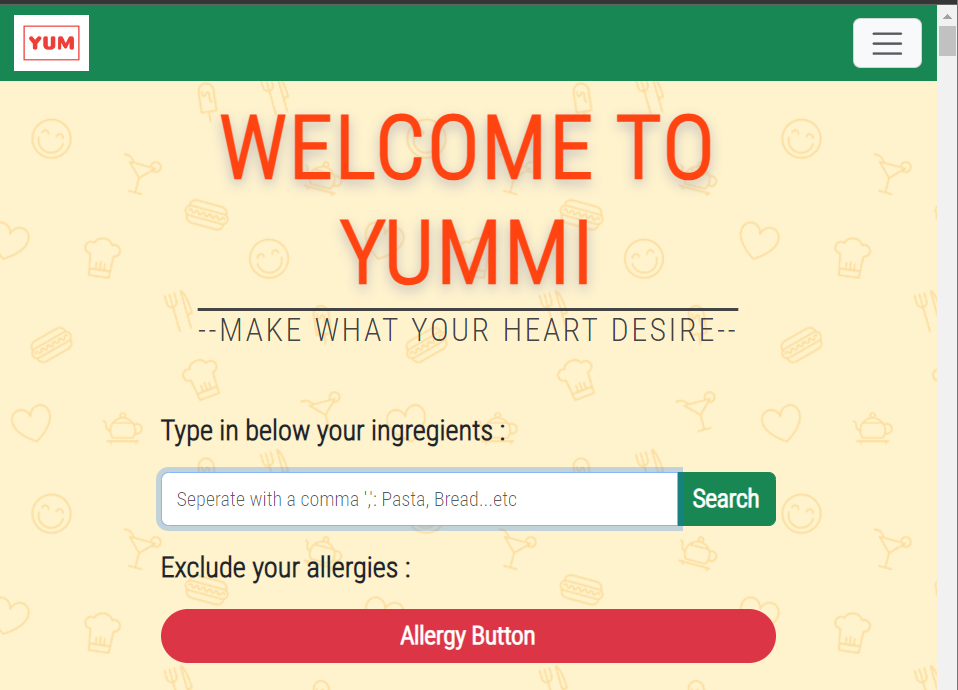 YUM
WELCOME TO
YUMMI
--MAKE WHAT YOUR HEART DESIRE--
Type in below your ingregients :
Seperate with a comma ',': Pasta, Bread...etc
Search
Exclude your allergies :
Allergy Button